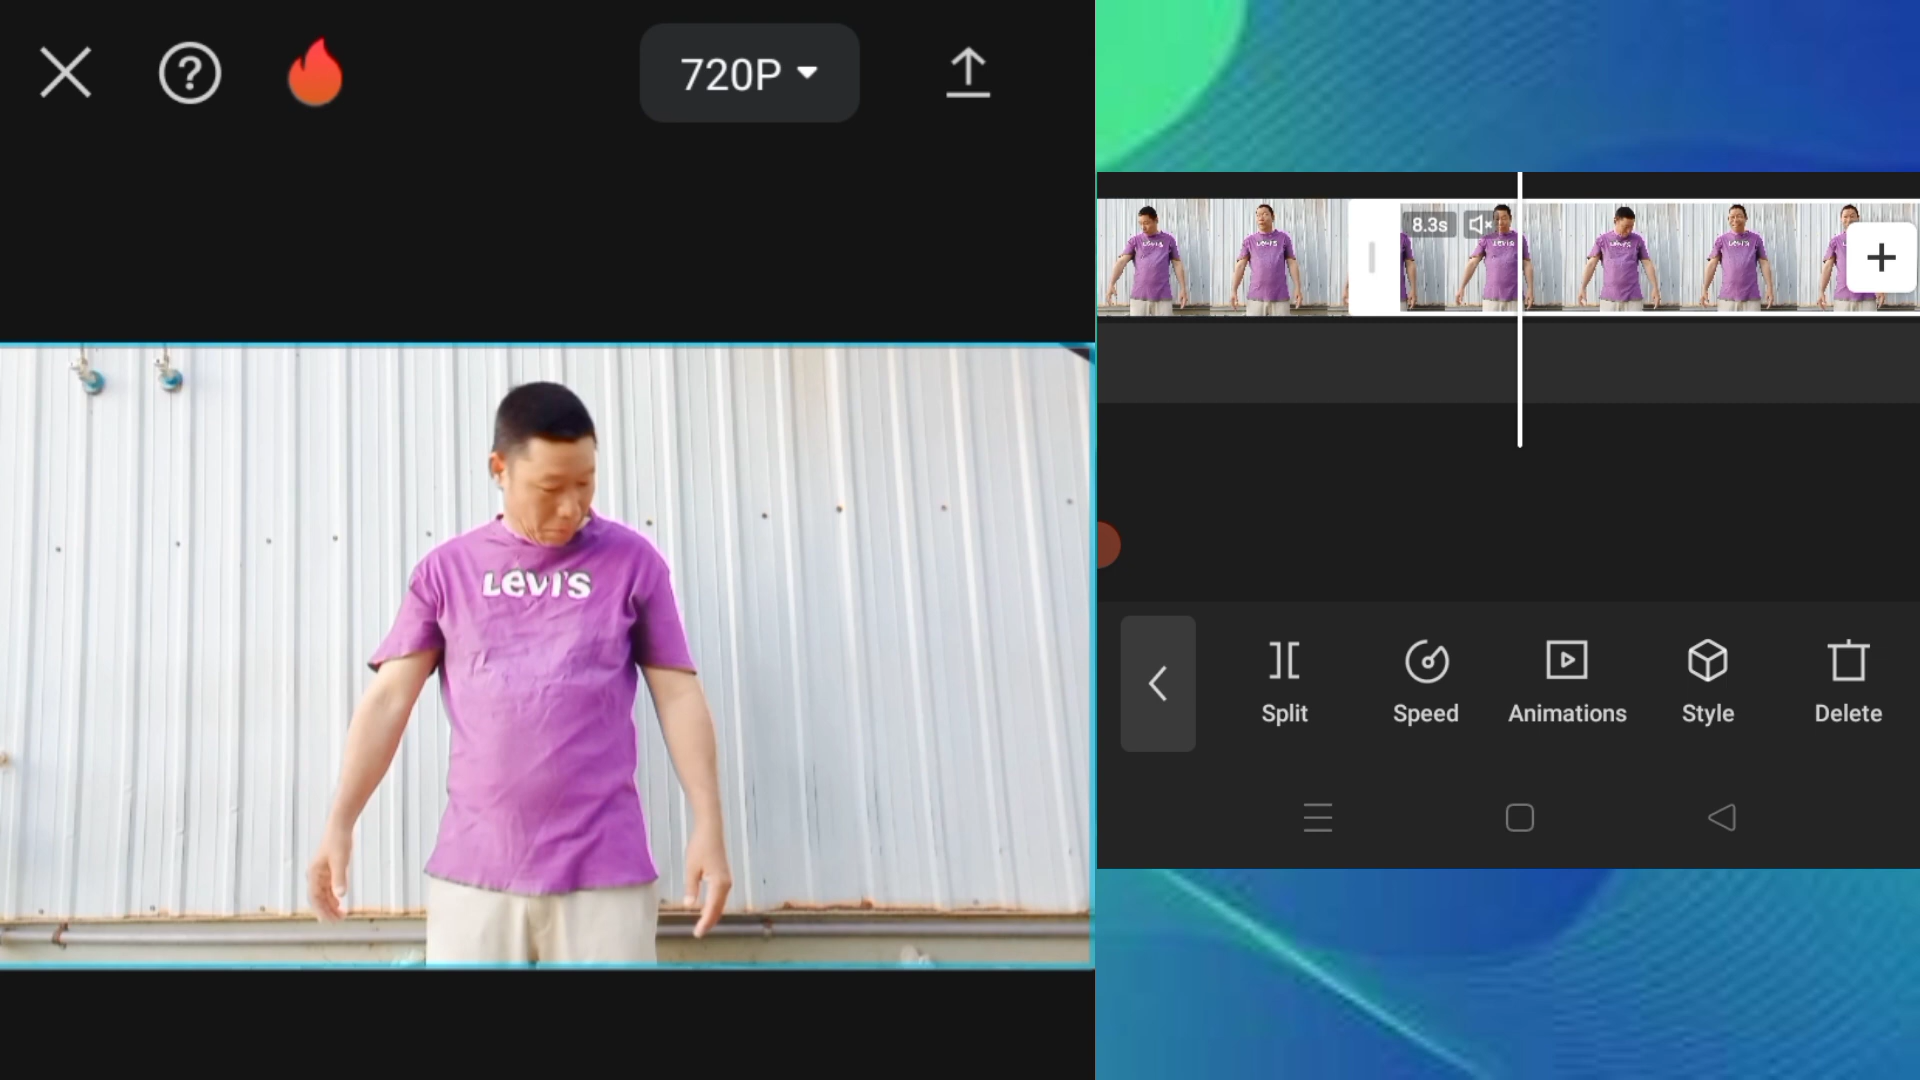 720P
Levi's
8.3s
Split
Speed
Animations
Style
Delete